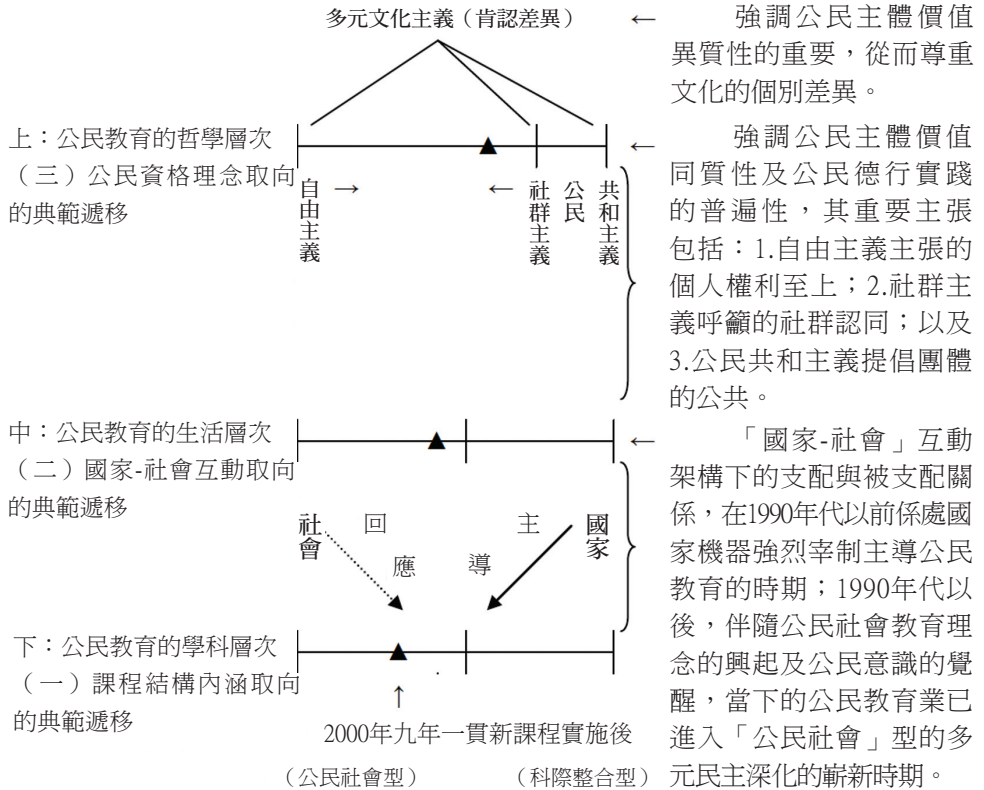 多元文化主義（肯認差異）
←
強調公民主體價值
異質性的重要，從而尊重
文化的個別差異。
上：公民教育的哲學層次
（三）公民資格理念取向
的典範遞移
自由主義
→
←
社群主義
公民
共和主義
←
強調公民主體價值
同質性及公民德行實踐
的普遍性，其重要主張
包括：1.自由主義主張的
個人權利至上；2.社群主
義呼籲的社群認同；以及
3.公民共和主義提倡團體
的公共。
中：公民教育的生活層次
（二）國家-社會互動取向
的典範遞移
社會
回應
主導
國家
←
「國家-社會」互動
架構下的支配與被支配關
係，在1990年代以前係處國
家機器強烈宰制主導公民
教育的時期；1990年代以
後，伴隨公民社會教育理
念的興起及公民意識的覺
醒，當下的公民教育業已
進入「公民社會」型的多
元民主深化的嶄新時期。
下：公民教育的學科層次
（一）課程結構內涵取向
的典範遞移
↑
2000年九年一貫新課程實施後
（公民社會型）
（科際整合型）